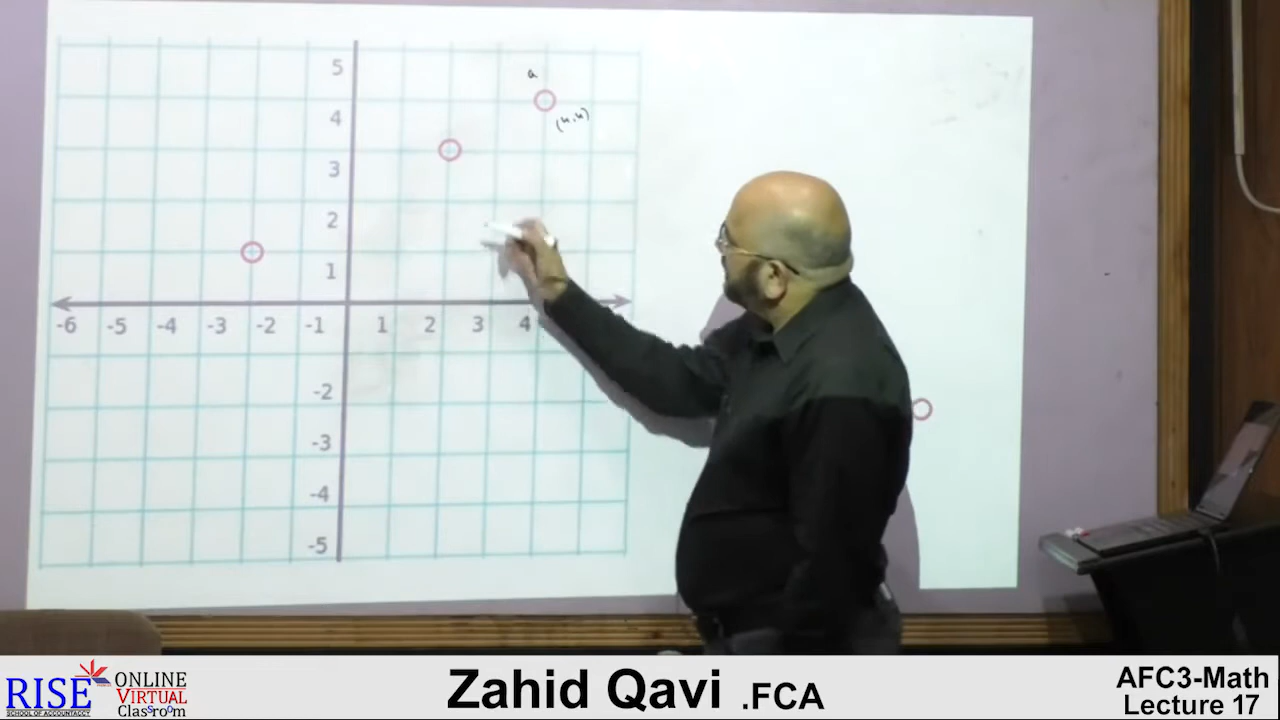 5
a
4
(4,4)
3
2
1
-6 -5 -4 -3 -2 -1 1 2 3 4
-2
-3
-4
-5
RISE
SCHOOL OF ACCOUNTACY
ONLINE
VIRTUAL
Classroom
Zahid Qavi .FCA
AFC3-Math
Lecture 17